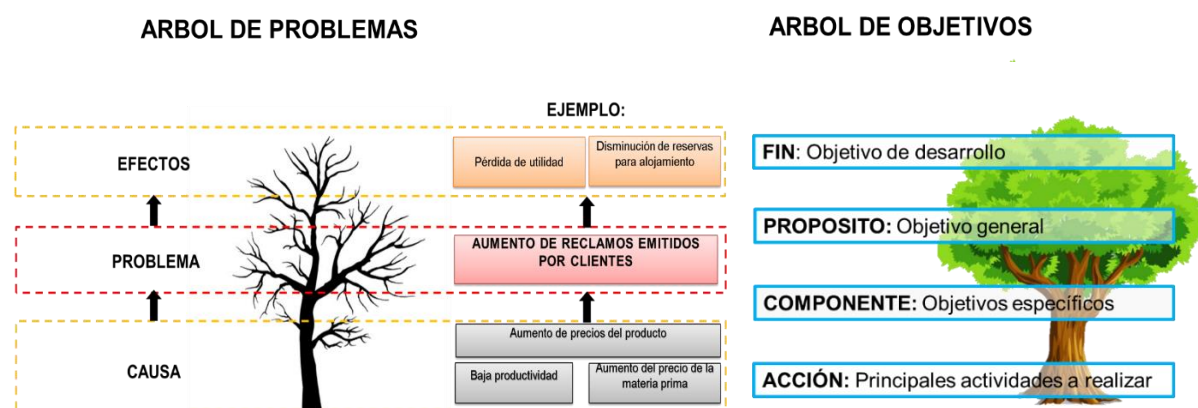 ARBOL DE PROBLEMAS
ARBOL DE OBJETIVOS
EJEMPLO:
EFECTOS
Pérdida de utilidad
Disminución de reservas
para alojamiento
PROBLEMA
AUMENTO DE RECLAMOS EMITIDOS
POR CLIENTES
CAUSA
Aumento de precios del producto
Baja productividad
Aumento del precio de la
materia prima
FIN: Objetivo de desarrollo
PROPOSITO: Objetivo general
COMPONENTE: Objetivos específicos
ACCIÓN: Principales actividades a realizar